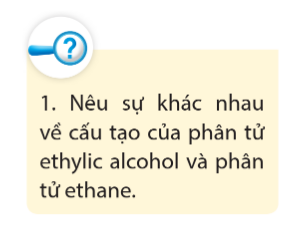 ?
1. Nêu sự khác nhau
về cấu tạo của phân tử
ethylic alcohol và phân
tử ethane.